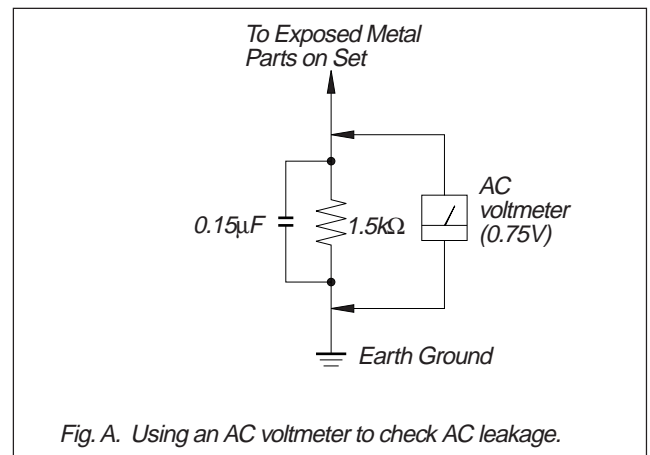 To Exposed Metal
Parts on Set
0.15μF
1.5kΩ
AC
voltmeter
(0.75V)
Earth Ground
Fig. A. Using an AC voltmeter to check AC leakage.